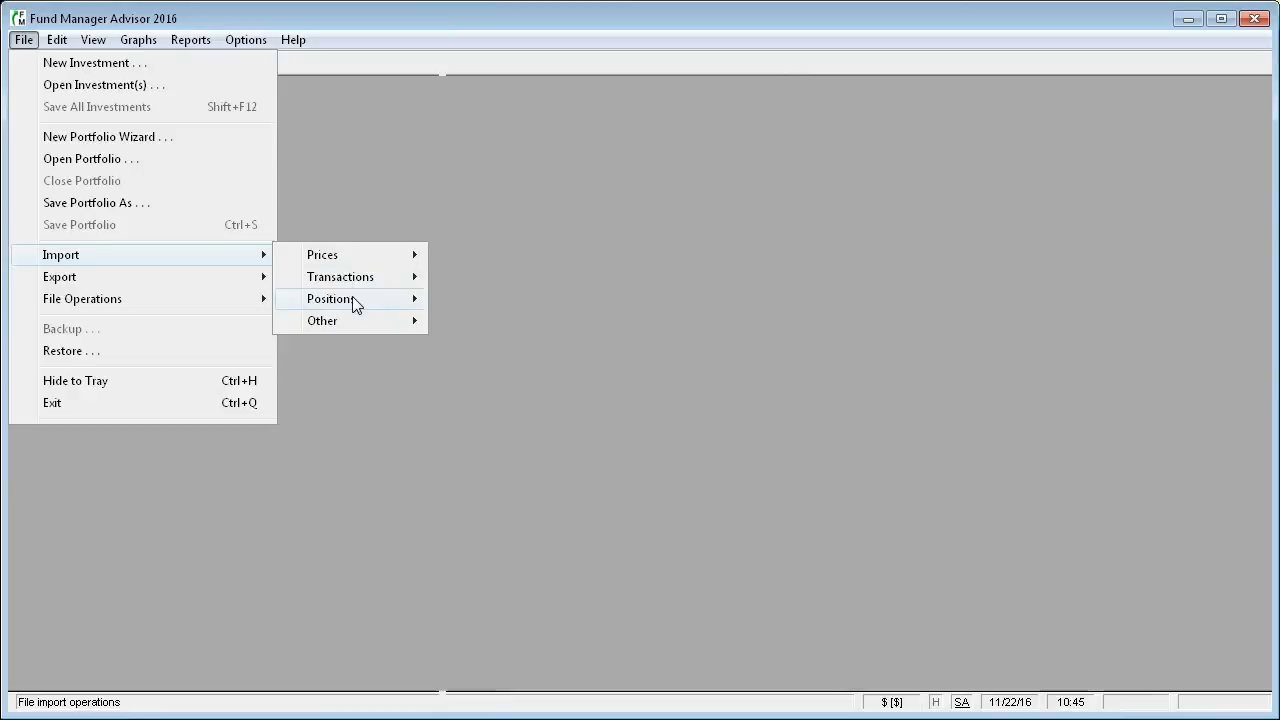 Fund Manager Advisor 2016
File Edit View Graphs Reports Options Help
New Investment . . .
Open Investment(s) . . .
Save All Investments Shift+F12
New Portfolio Wizard . . .
Open Portfolio . . .
Close Portfolio
Save Portfolio As . . .
Save Portfolio Ctrl+S
Import
Export
File Operations
Backup . . .
Restore . . .
Hide to Tray Ctrl+H
Exit Ctrl+Q
Prices
Transactions
Positions
Other
File import operations $ [$] H SA 11/22/16 10:45